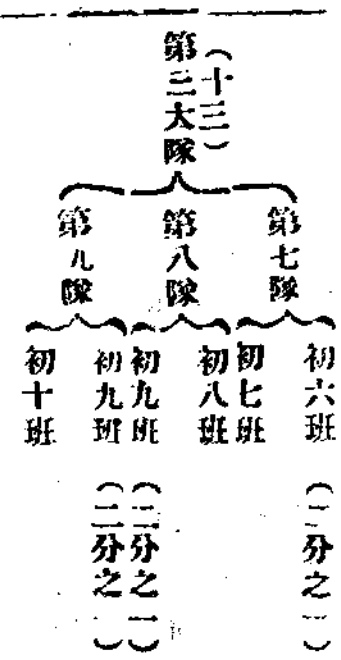 (十三)
第三大隊
第七隊
第八隊
第九隊
初六班 (二分之一)
初七班
初八班
初九班 (二分之一)
初九班 (二分之一)
初十班